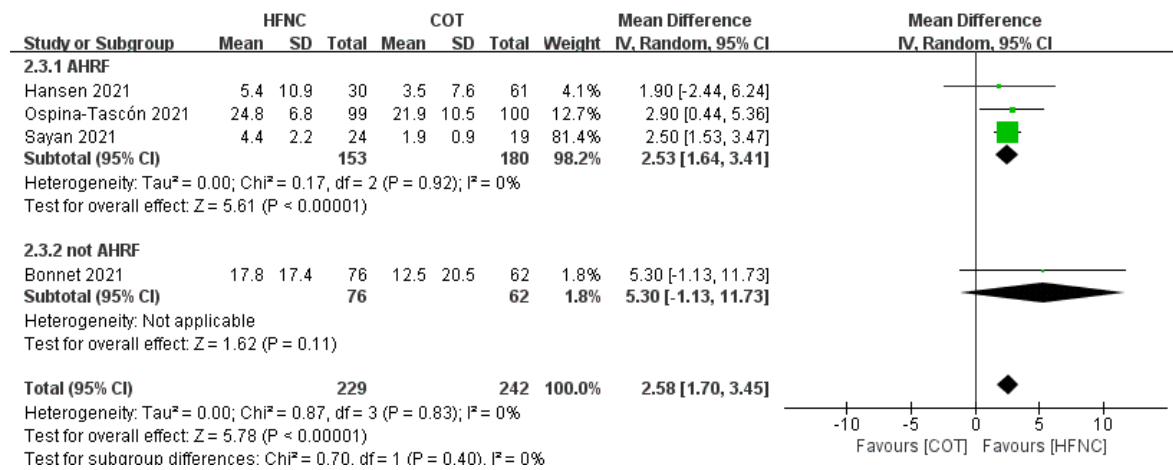 HFNC COT Mean Difference Mean Difference
Study or Subgroup Mean SD Total Mean SD Total Weight IV, Random, 95% CI IV, Random, 95% CI
2.3.1 AHRF
Hansen 2021 5.4 10.9 30 3.5 7.6 61 4.1% 1.90 [-2.44, 6.24]
Ospina-Tascón 2021 24.8 6.8 99 21.9 10.5 100 12.7% 2.90 [0.44, 5.36]
Sayan 2021 4.4 2.2 24 1.9 0.9 19 81.4% 2.50 [1.53, 3.47]
Subtotal (95% CI) 153 180 98.2% 2.53 [1.64, 3.41]
Heterogeneity: Tau² = 0.00; Chi² = 0.17, df = 2 (P = 0.92); I² = 0%
Test for overall effect: Z = 5.61 (P < 0.00001)
2.3.2 not AHRF
Bonnet 2021 17.8 17.4 76 12.5 20.5 62 1.8% 5.30 [-1.13, 11.73]
Subtotal (95% CI) 76 62 1.8% 5.30 [-1.13, 11.73]
Heterogeneity: Not applicable
Test for overall effect: Z = 1.62 (P = 0.11)
Total (95% CI) 229 242 100.0% 2.58 [1.70, 3.45]
Heterogeneity: Tau² = 0.00; Chi² = 0.87, df = 3 (P = 0.83); I² = 0%
Test for overall effect: Z = 5.78 (P < 0.00001)
Test for subgroup differences: Chi² = 0.70, df = 1 (P = 0.40), I² = 0%
-10 -5 0 5 10
Favours [COT] Favours [HFNC]